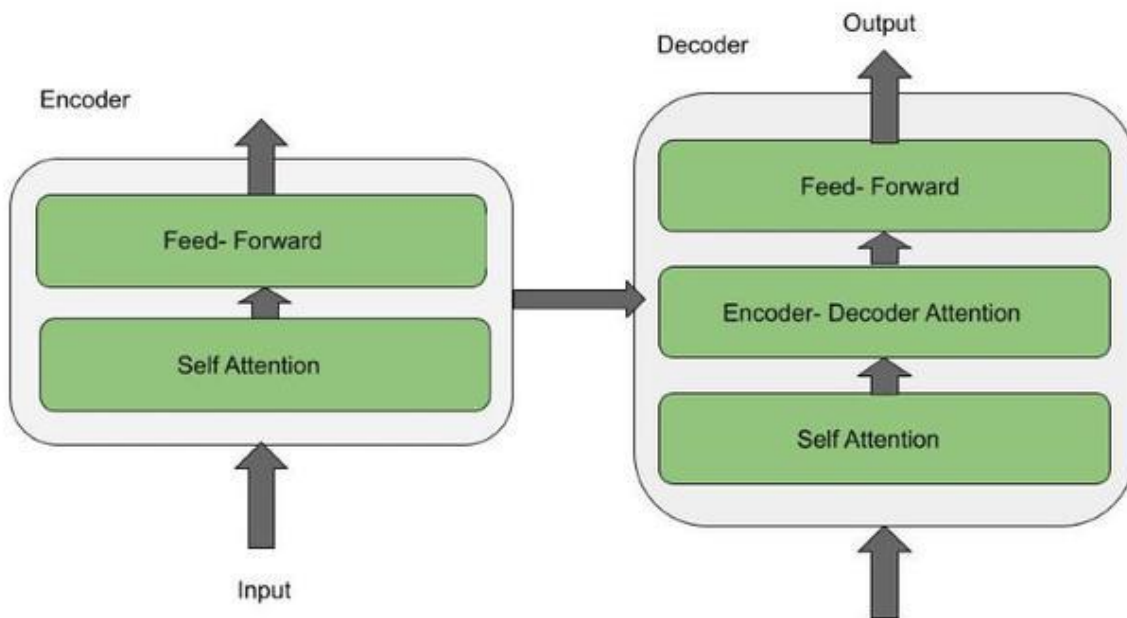 Encoder
Feed- Forward
Self Attention
Input
Decoder
Output
Feed- Forward
Encoder- Decoder Attention
Self Attention